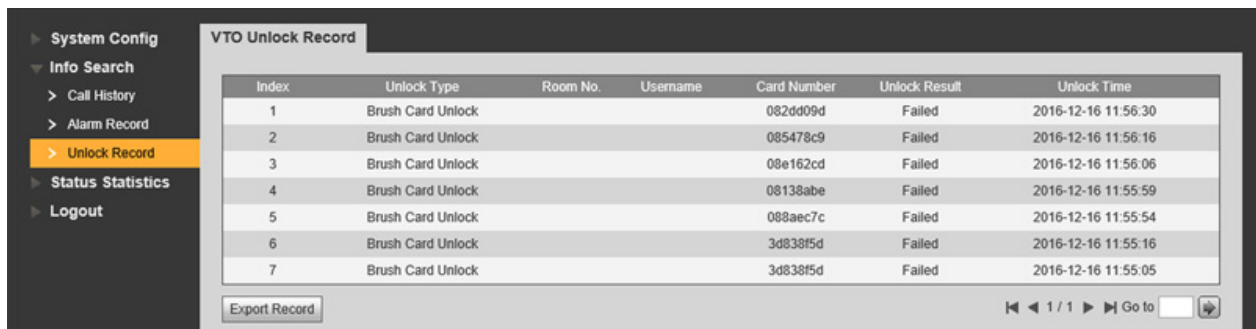 System Config
Info Search
Call History
Alarm Record
Unlock Record
Status Statistics
Logout
VTO Unlock Record
Index Unlock Type Room No. Username Card Number Unlock Result Unlock Time
1 Brush Card Unlock 082dd09d Failed 2016-12-16 11:56:30
2 Brush Card Unlock 085478c9 Failed 2016-12-16 11:56:16
3 Brush Card Unlock 08e162cd Failed 2016-12-16 11:56:06
4 Brush Card Unlock 08138abe Failed 2016-12-16 11:55:59
5 Brush Card Unlock 088aec7c Failed 2016-12-16 11:55:54
6 Brush Card Unlock 3d838f5d Failed 2016-12-16 11:55:16
7 Brush Card Unlock 3d838f5d Failed 2016-12-16 11:55:05
Export Record 1 / 1 Go to